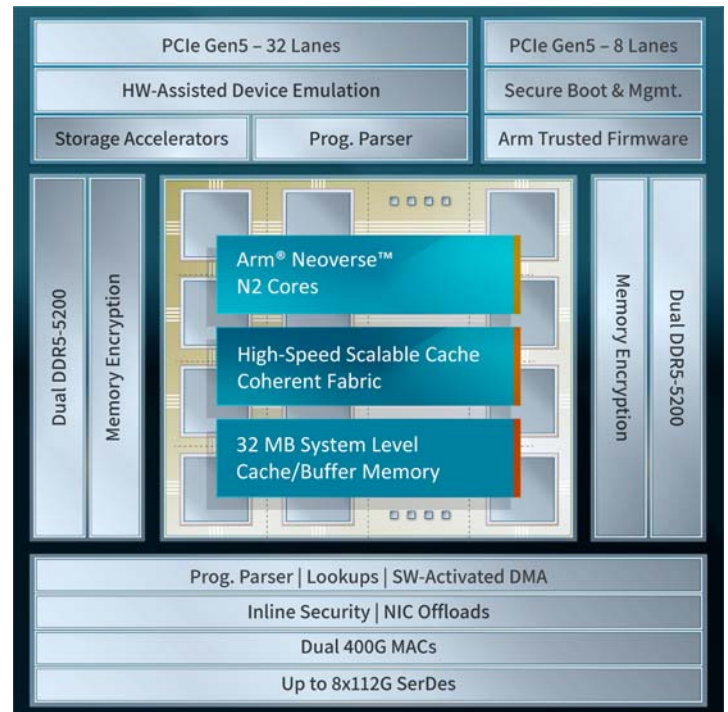 PCIe Gen5 – 32 Lanes
HW-Assisted Device Emulation
Storage Accelerators
Prog. Parser
PCIe Gen5 – 8 Lanes
Secure Boot & Mgmt.
Arm Trusted Firmware
Dual DDR5-5200
Memory Encryption
Arm® Neoverse™
N2 Cores
High-Speed Scalable Cache
Coherent Fabric
32 MB System Level
Cache/Buffer Memory
Memory Encryption
Dual DDR5-5200
Prog. Parser | Lookups | SW-Activated DMA
Inline Security | NIC Offloads
Dual 400G MACs
Up to 8x112G SerDes